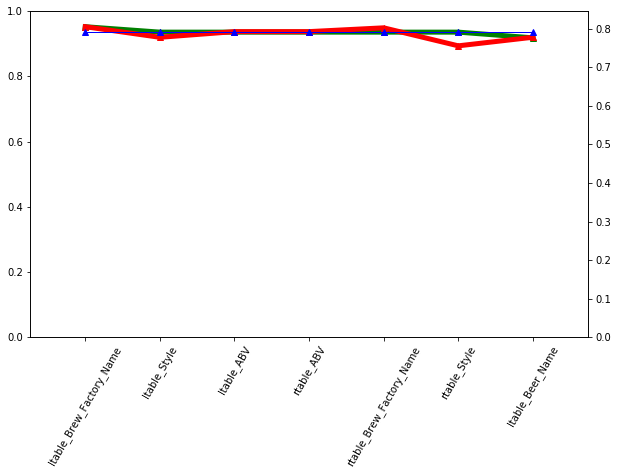 1.0
0.8
0.6
0.4
0.2
0.0
0.8
0.7
0.6
0.5
0.4
0.3
0.2
0.1
0.0
ltable_Brew_Factory_Name
ltable_Style
ltable_ABV
rtable_ABV
rtable_Brew_Factory_Name
rtable_Style
ltable_Beer_Name